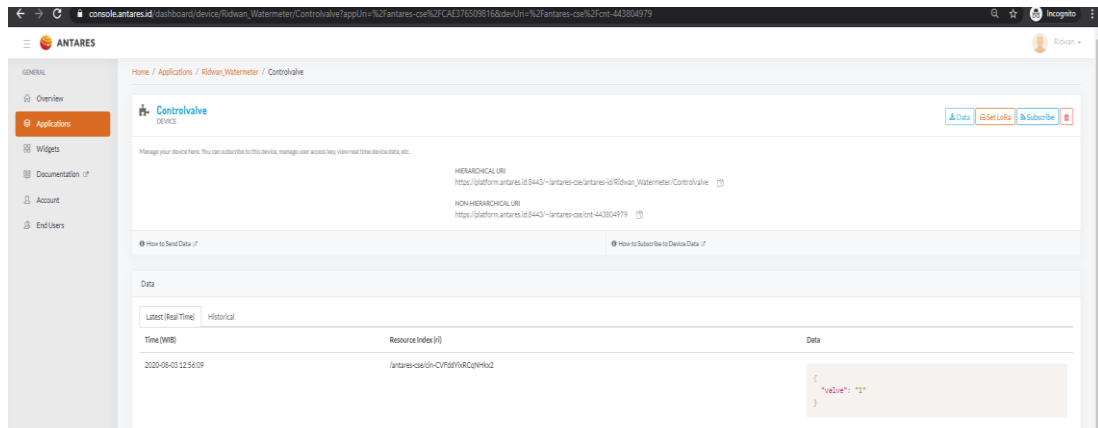 console.antares.id/dashboard/device/Ridwan_Watermeter/Controlvalve?appUri=%2Fantares-cse%2FCAE376509816&devUri=%2Fantares-cse%2Fcnt-443804979
Incognito
ANTARES
Ridwan
GENERAL
Home / Applications / Ridwan_Watermeter / Controlvalve
Overview
Applications
Widgets
Documentation
Account
End Users
Controlvalve
DEVICE
Data
Set LoRa
Subscribe
Manage your device here. You can subscribe to this device, manage user access key, view real time device data, etc.
HIERARCHICAL URI
https://platform.antares.id:8443/~/antares-cse/antares-id/Ridwan_Watermeter/Controlvalve
NON-HIERARCHICAL URI
https://platform.antares.id:8443/~/antares-cse/cnt-443804979
How to Send Data
How to Subscribe to Device Data
Data
Latest (Real Time) Historical
Time (WIB) Resource Index (ri) Data
2020-08-03 12:56:09
{
"valve": "1"
}